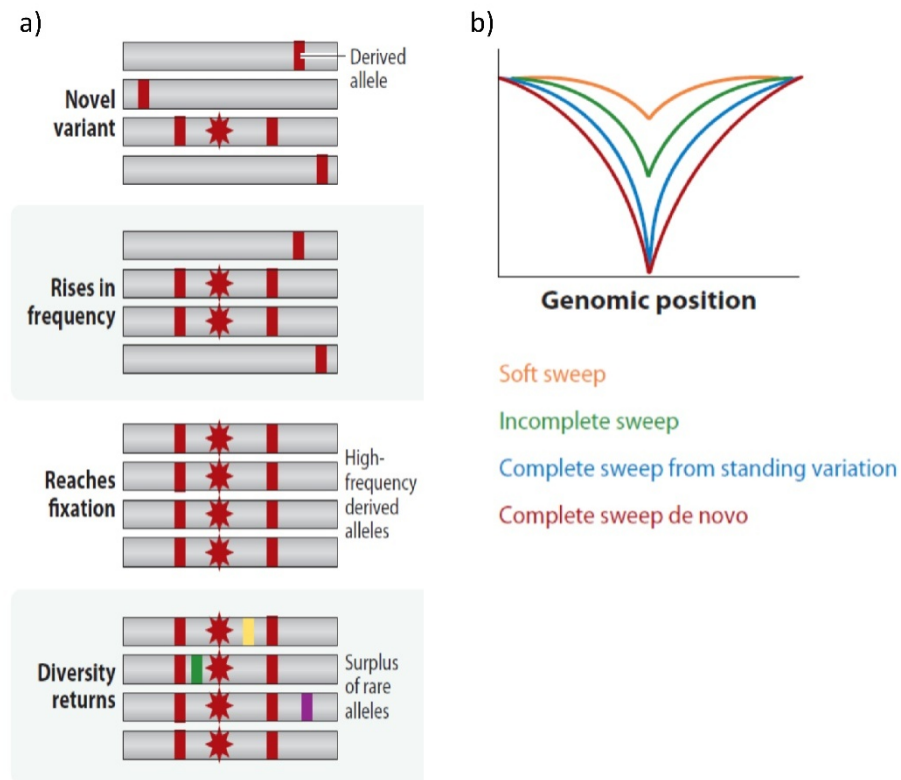 a)
Derived
allele
Novel
variant
Rises in
frequency
Reaches
fixation
High-
frequency
derived
alleles
Diversity
returns
Surplus
of rare
alleles
b)
Genomic position
Soft sweep
Incomplete sweep
Complete sweep from standing variation
Complete sweep de novo